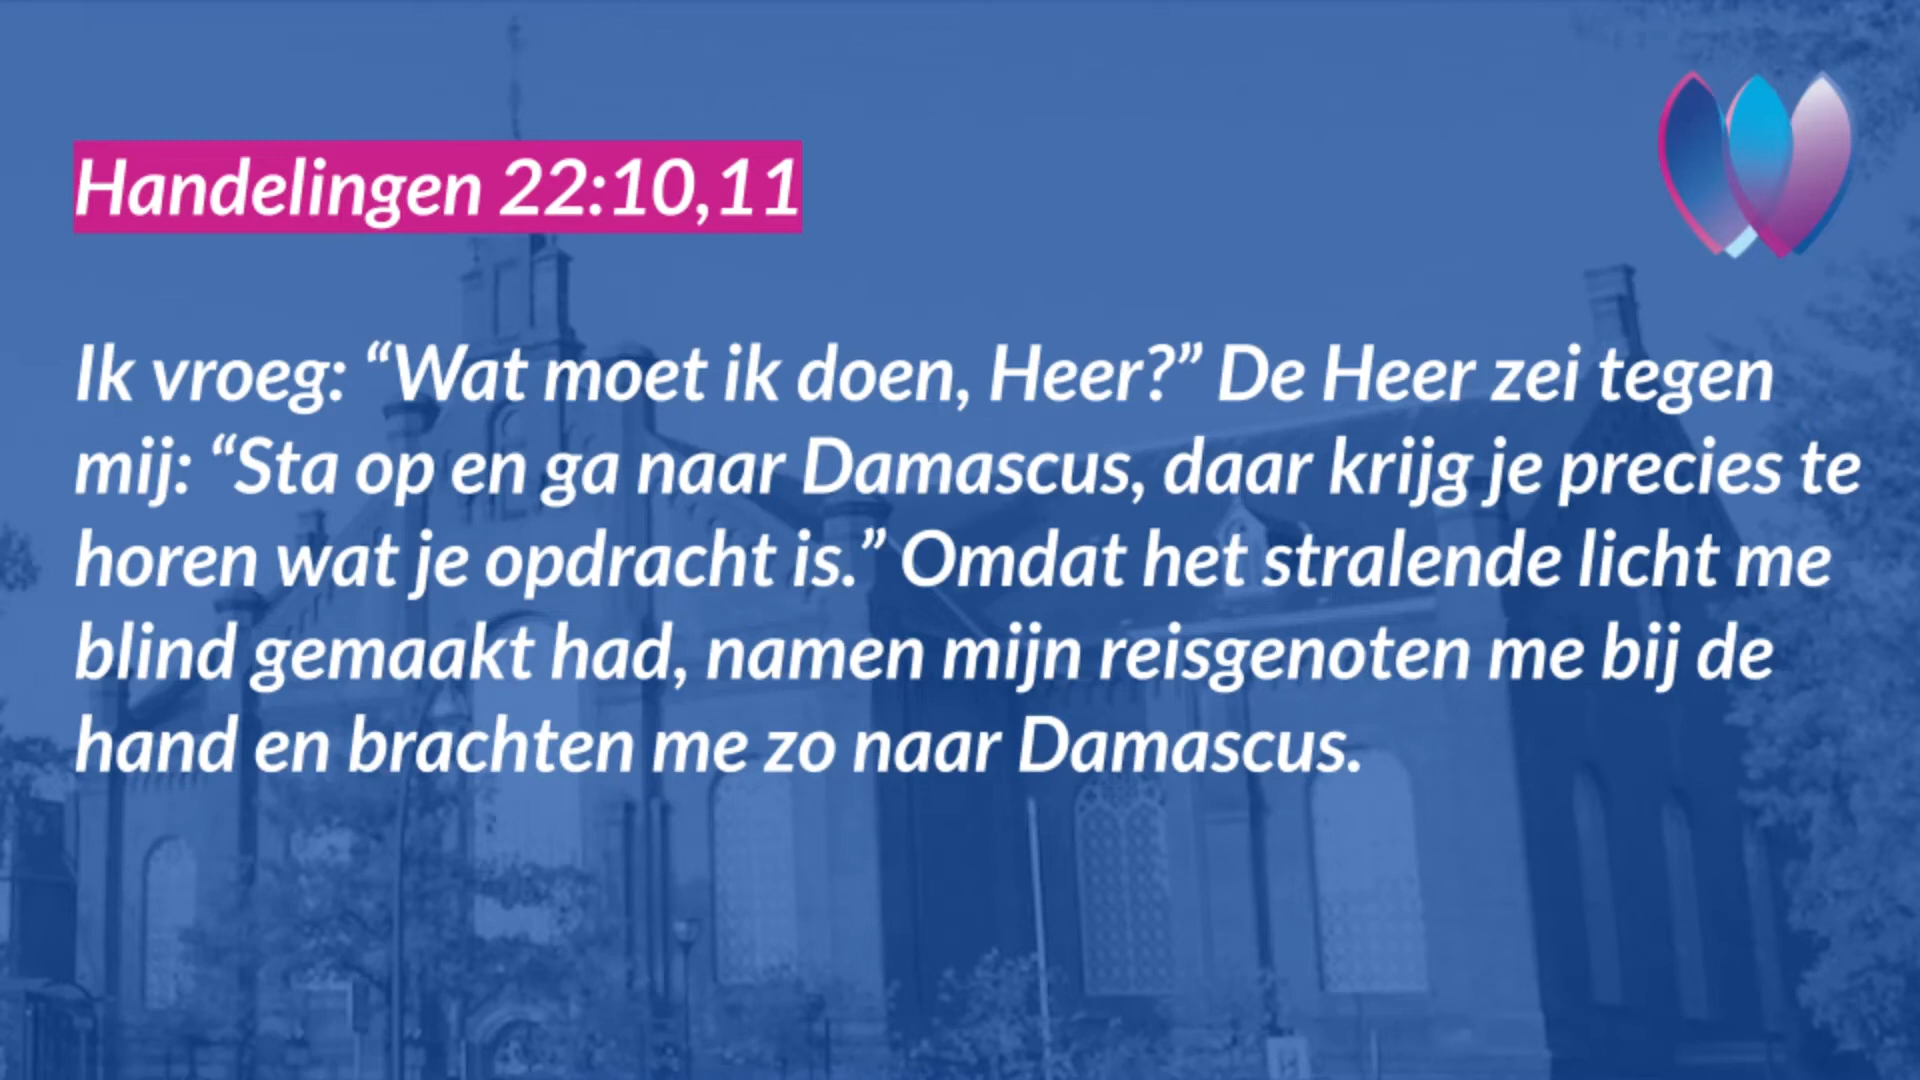 Handelingen 22:10,11
Ik vroeg: “Wat moet ik doen, Heer?” De Heer zei tegen
mij: “Sta op en ga naar Damascus, daar krijg je precies te
horen wat je opdracht is.” Omdat het stralende licht me
blind gemaakt had, namen mijn reisgenoten me bij de
hand en brachten me zo naar Damascus.